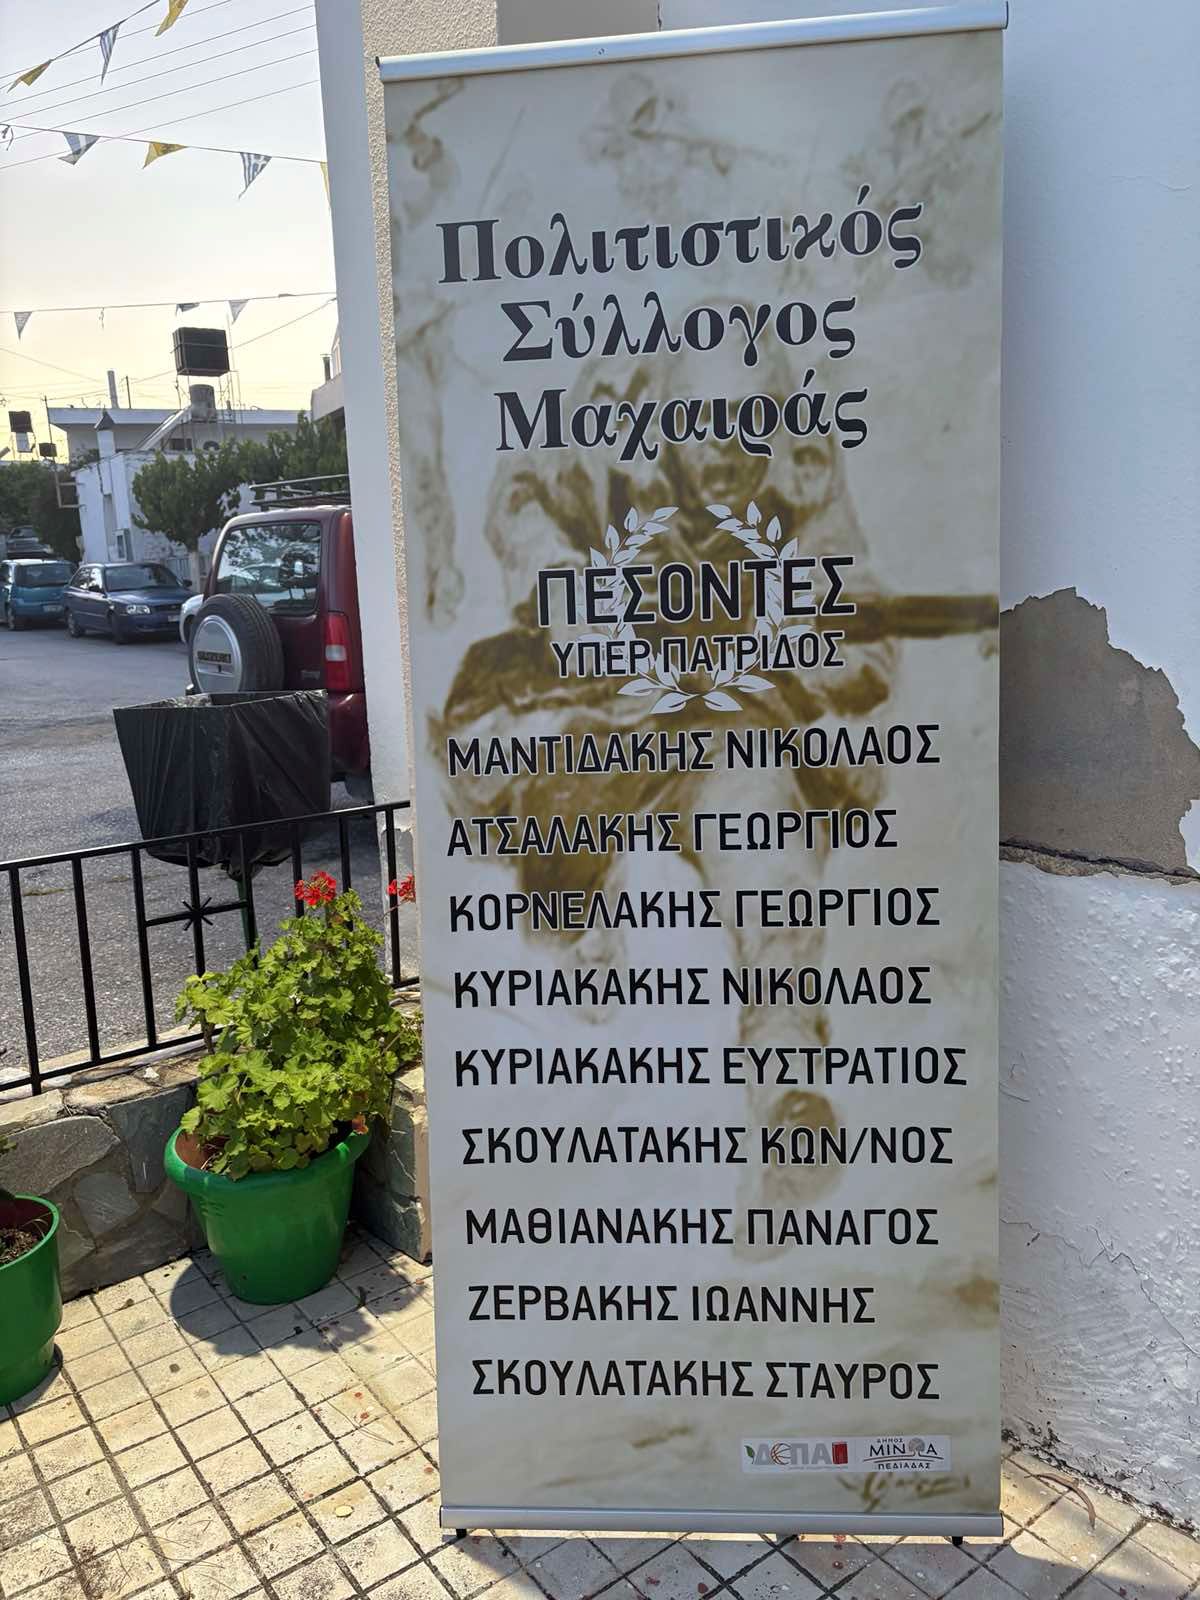 Πολιτιστικός
Σύλλογος
Μαχαιράς
ΠΕΣΟΝΤΕΣ
ΥΠΕΡ ΠΑΤΡΙΔΟΣ
ΜΑΝΤΙΔΑΚΗΣ ΝΙΚΟΛΑΟΣ
ΑΤΣΑΛΑΚΗΣ ΓΕΩΡΓΙΟΣ
ΚΟΡΝΕΛΑΚΗΣ ΓΕΩΡΓΙΟΣ
ΚΥΡΙΑΚΑΚΗΣ ΝΙΚΟΛΑΟΣ
ΚΥΡΙΑΚΑΚΗΣ ΕΥΣΤΡΑΤΙΟΣ
ΣΚΟΥΛΑΤΑΚΗΣ ΚΩΝ/ΝΟΣ
ΜΑΘΙΑΝΑΚΗΣ ΠΑΝΑΓΟΣ
ΖΕΡΒΑΚΗΣ ΙΩΑΝΝΗΣ
ΣΚΟΥΛΑΤΑΚΗΣ ΣΤΑΥΡΟΣ
ΔΗΜΟΣ
ΜΙΝΩΑ
ΠΕΔΙΑΔΑΣ